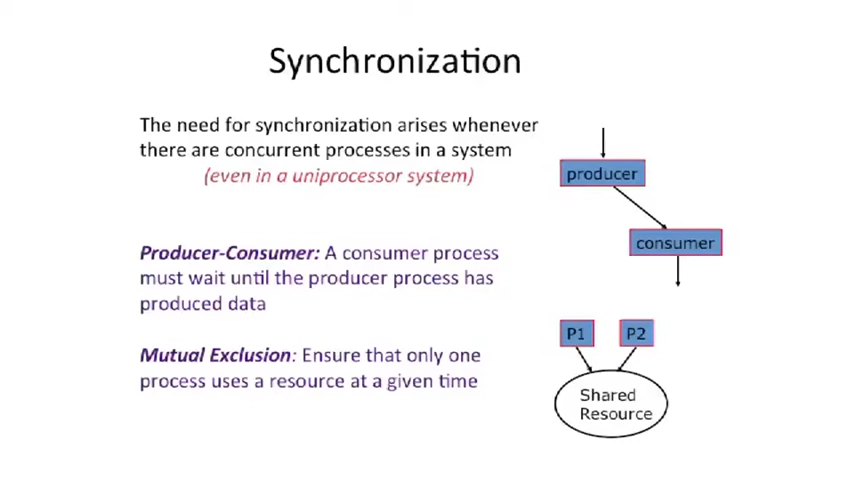 Synchronization
The need for synchronization arises whenever
there are concurrent processes in a system
(even in a uniprocessor system)
producer
consumer
Producer-Consumer: A consumer process
must wait until the producer process has
produced data
P1 P2
Mutual Exclusion: Ensure that only one
process uses a resource at a given time
Shared
Resource